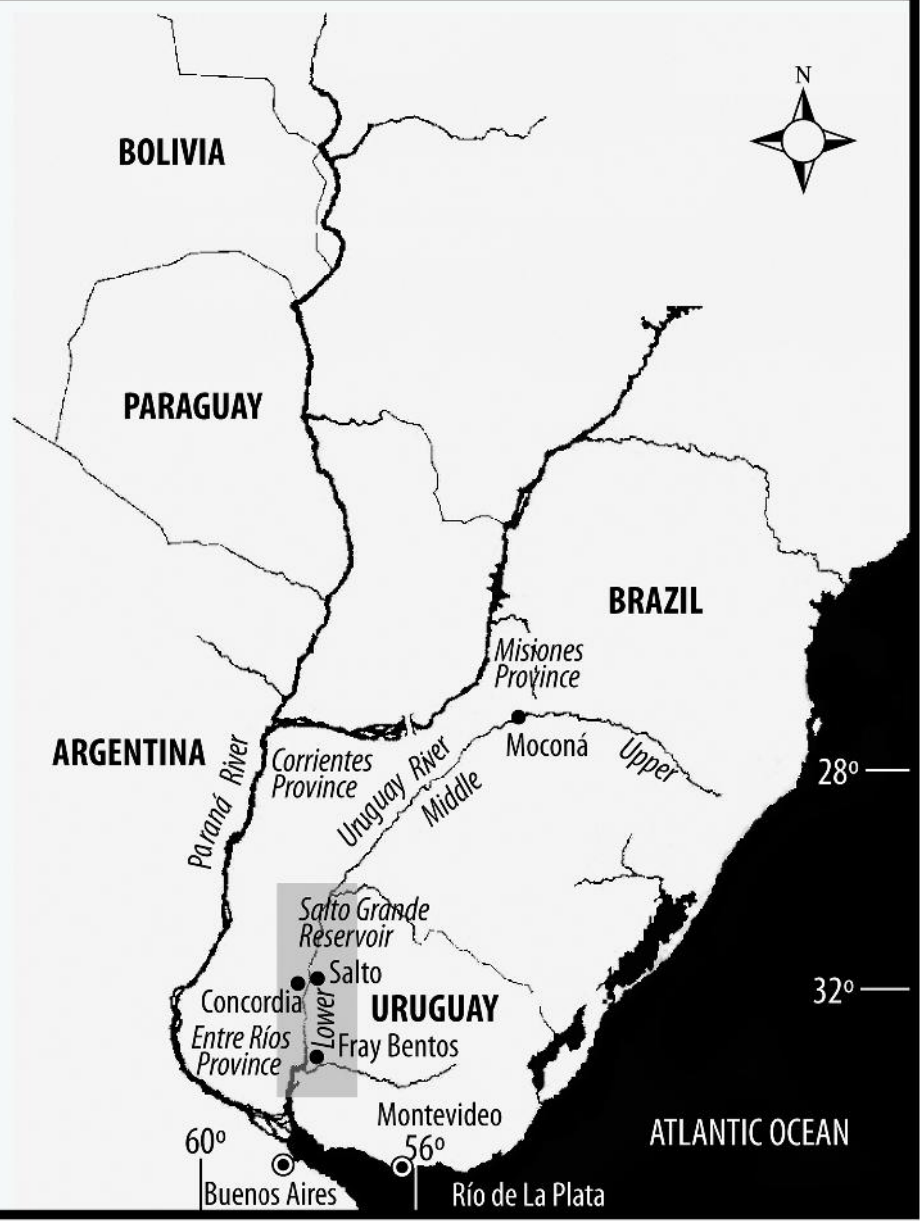 N
BOLIVIA
PARAGUAY
BRAZIL
Misiones
Province
ARGENTINA
Paraná River
Corrientes
Province
Uruguay River
Middle
Moconá
Upper
28º
Salto Grande
Reservoir
Salto
Concordia
Lower
URUGUAY
32º
Entre Ríos
Province
Fray Bentos
Montevideo
ATLANTIC OCEAN
60º
56º
Buenos Aires
Río de La Plata